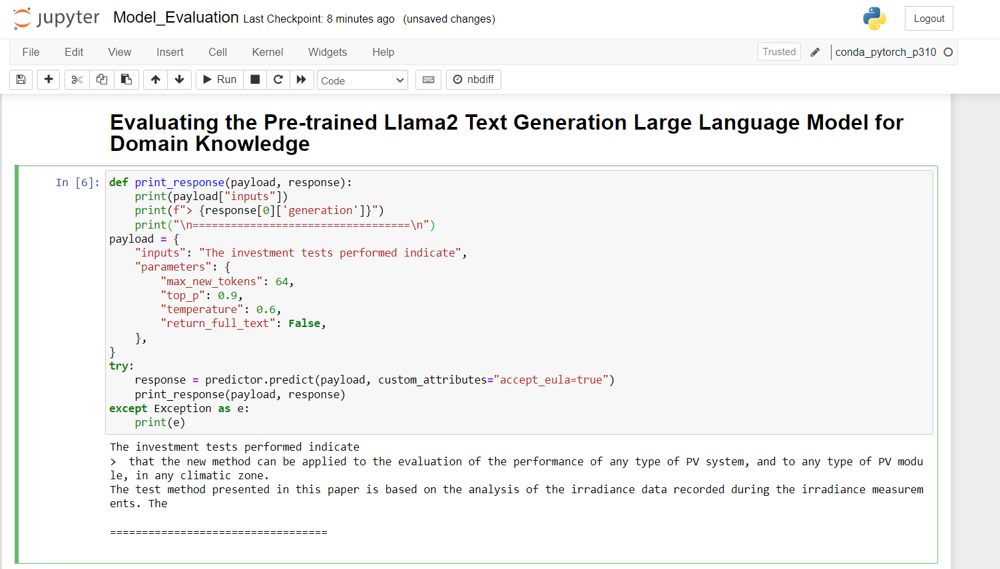 jupyter Model_Evaluation Last Checkpoint: 8 minutes ago (unsaved changes) Logout
File Edit View Insert Cell Kernel Widgets Help Trusted conda_pytorch_p310
Run Code nbdiff
Evaluating the Pre-trained Llama2 Text Generation Large Language Model for
Domain Knowledge
In [6]: def print_response(payload, response):
    print(payload["inputs"])
    print(f"> {response[0]['generation']}")
    print("\n==================================\n")
payload = {
    "inputs": "The investment tests performed indicate",
    "parameters": {
        "max_new_tokens": 64,
        "top_p": 0.9,
        "temperature": 0.6,
        "return_full_text": False,
    },
}
try:
    response = predictor.predict(payload, custom_attributes="accept_eula=true")
    print_response(payload, response)
except Exception as e:
    print(e)
The investment tests performed indicate
>  that the new method can be applied to the evaluation of the performance of any type of PV system, and to any type of PV modu
le, in any climatic zone.
The test method presented in this paper is based on the analysis of the irradiance data recorded during the irradiance measurem
ents. The
==================================